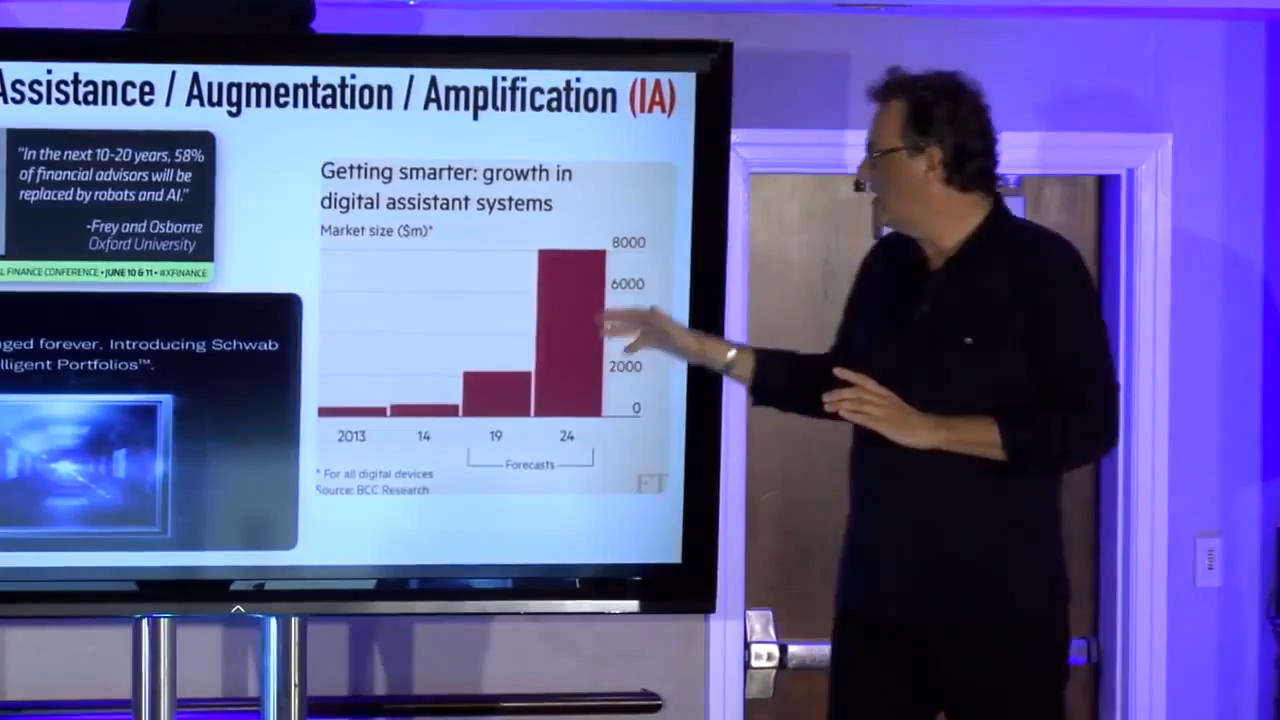 Assistance / Augmentation / Amplification (IA)
"In the next 10-20 years, 58%
of financial advisors will be
replaced by robots and AI."
-Frey and Osborne
Oxford University
L FINANCE CONFERENCE • JUNE 10 & 11 • #XFINANCE
nged forever. Introducing Schwab
lligent Portfolios™.
Getting smarter: growth in
digital assistant systems
Market size ($m)*
8000
6000
2000
0
2013 14 19 24
Forecasts
* For all digital devices
Source: BCC Research
FT